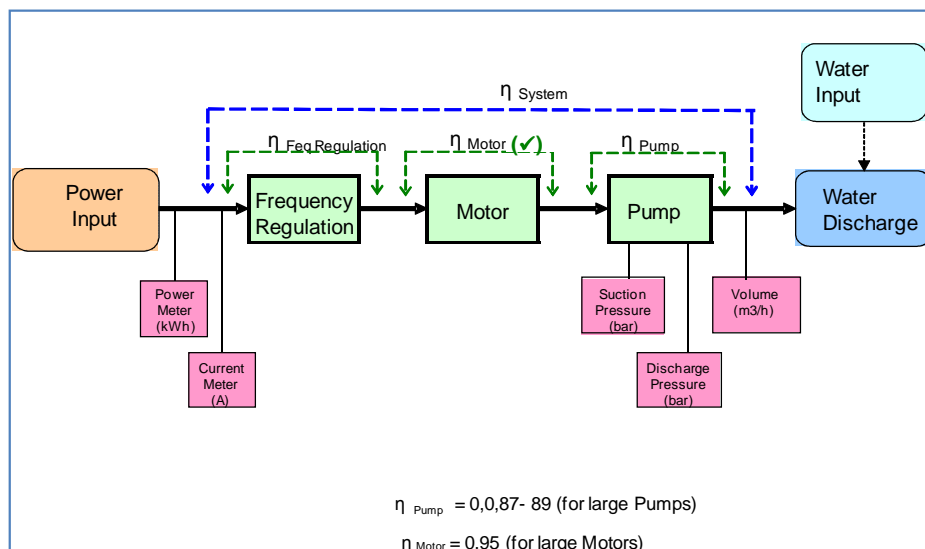 Water
Input
η System
η Feq Regulation
η Motor (✓)
η Pump
Power
Input
Frequency
Regulation
Motor
Pump
Water
Discharge
Power
Meter
(kWh)
Current
Meter
(A)
Suction
Pressure
(bar)
Discharge
Pressure
(bar)
Volume
(m3/h)
η Pump = 0,0,87- 89 (for large Pumps)
η Motor = 0,95 (for large Motors)